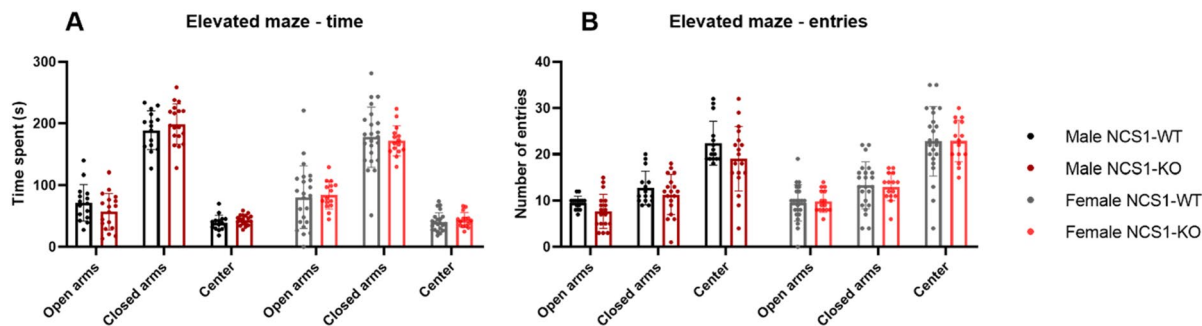 A
Elevated maze - time
Time spent (s)
300
200
100
0
Open arms
Closed arms
Center
Open arms
Closed arms
Center
B
Elevated maze - entries
Number of entries
40
30
20
10
0
Open arms
Closed arms
Center
Open arms
Closed arms
Center
Male NCS1-WT
Male NCS1-KO
Female NCS1-WT
Female NCS1-KO